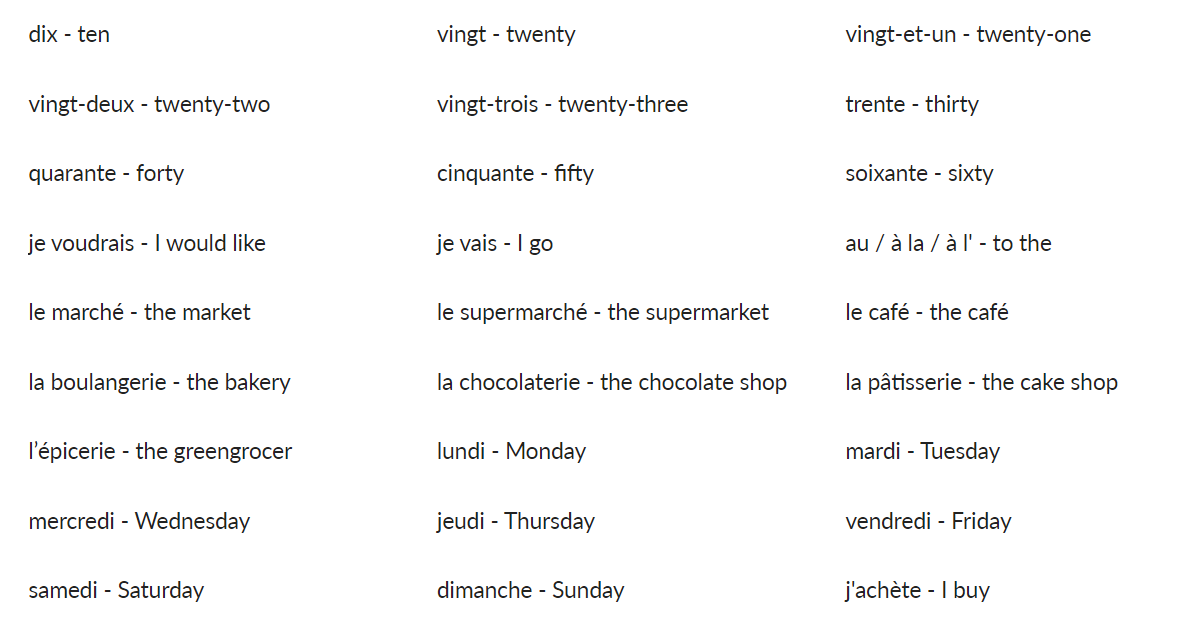 dix - ten
vingt - twenty
vingt-et-un - twenty-one
vingt-deux - twenty-two
vingt-trois - twenty-three
trente - thirty
quarante - forty
cinquante - fifty
soixante - sixty
je voudrais - I would like
je vais - I go
au / à la / à l' - to the
le marché - the market
le supermarché - the supermarket
le café - the café
la boulangerie - the bakery
la chocolaterie - the chocolate shop
la pâtisserie - the cake shop
l’épicerie - the greengrocer
lundi - Monday
mardi - Tuesday
mercredi - Wednesday
jeudi - Thursday
vendredi - Friday
samedi - Saturday
dimanche - Sunday
j'achète - I buy